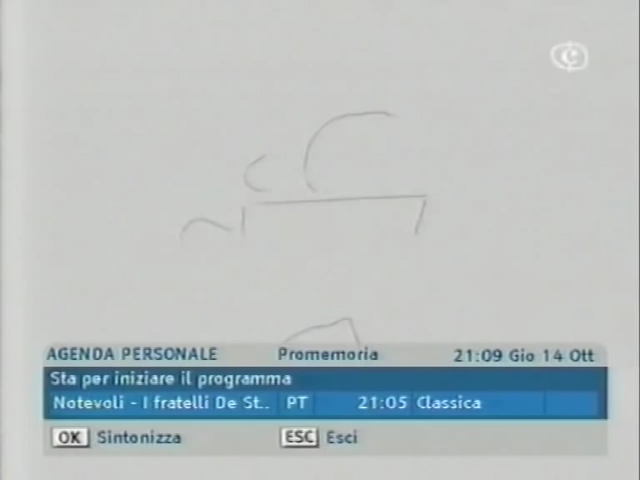 AGENDA PERSONALE Promemoria 21:09 Gio 14 Ott
Sta per iniziare il programma
Notevoli - I fratelli De St.. PT 21:05 Classica
OK Sintonizza ESC Esci